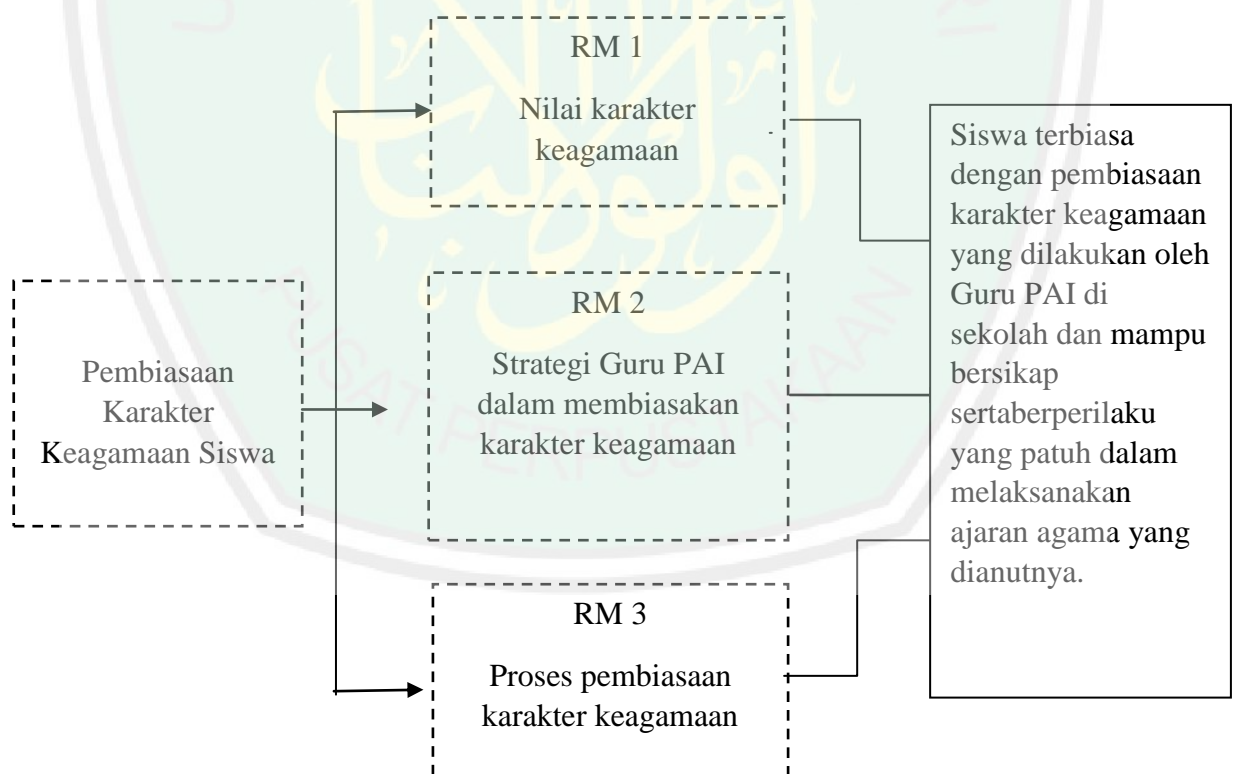 RM 1
Nilai karakter
keagamaan
Pembiasaan
Karakter
Keagamaan Siswa
RM 2
Strategi Guru PAI
dalam membiasakan
karakter keagamaan
RM 3
Proses pembiasaan
karakter keagamaan
Siswa terbiasa
dengan pembiasaan
karakter keagamaan
yang dilakukan oleh
Guru PAI di
sekolah dan mampu
bersikap
sertaberperilaku
yang patuh dalam
melaksanakan
ajaran agama yang
dianutnya.
PUSAT PERPUSTAKAAN